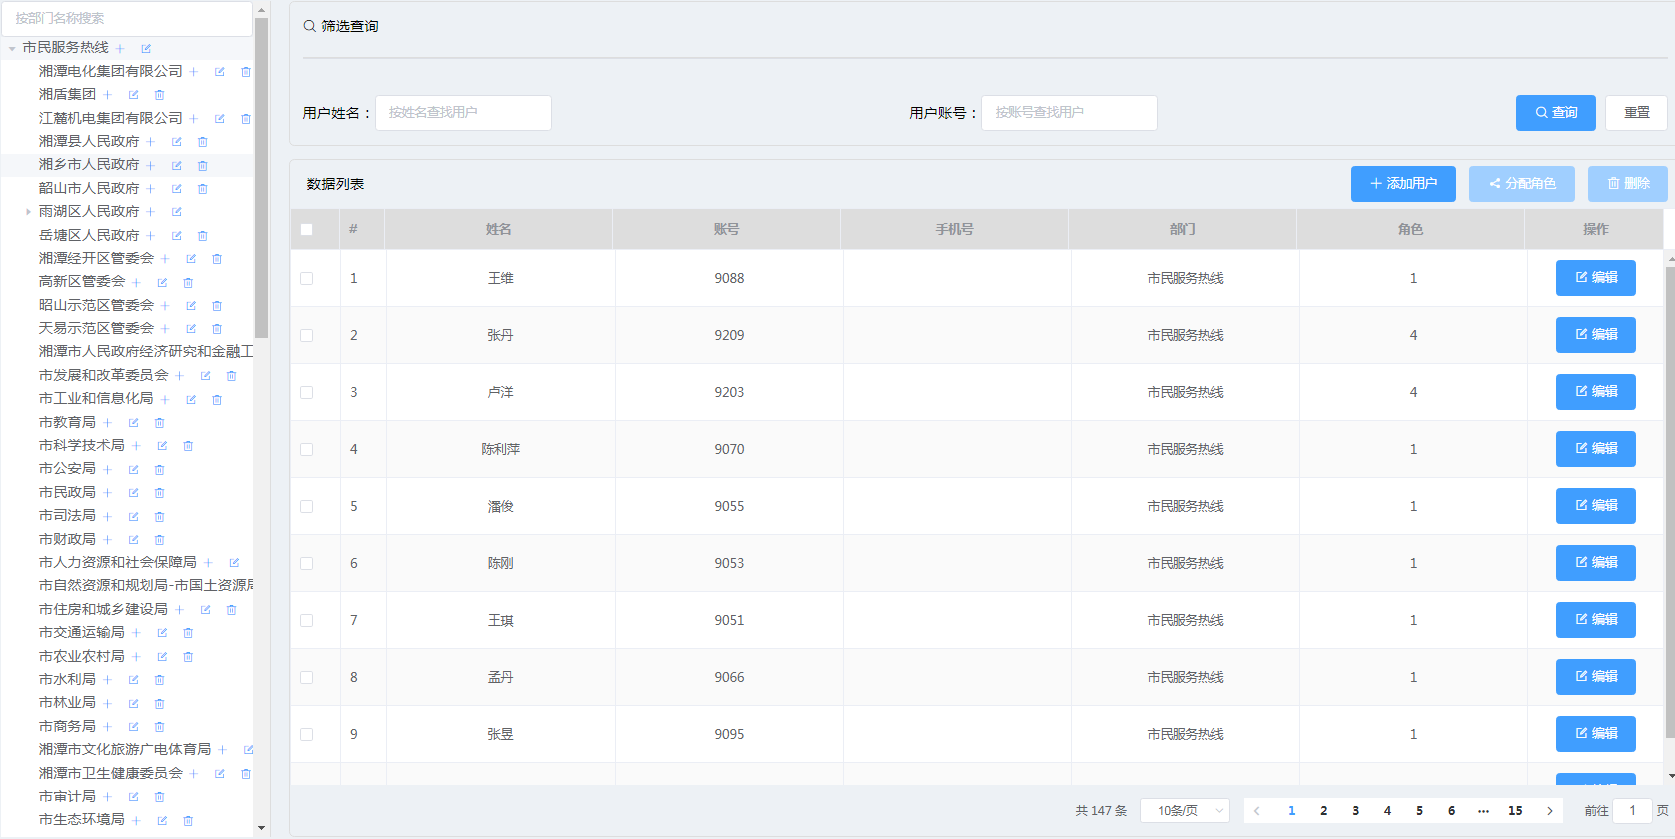 按部门名称搜索
市民服务热线
湘潭电化集团有限公司
湘盾集团
江麓机电集团有限公司
湘潭县人民政府
湘乡市人民政府
韶山市人民政府
雨湖区人民政府
岳塘区人民政府
湘潭经开区管委会
高新区管委会
昭山示范区管委会
天易示范区管委会
湘潭市人民政府经济研究和金融工
市发展和改革委员会
市工业和信息化局
市教育局
市科学技术局
市公安局
市民政局
市司法局
市财政局
市人力资源和社会保障局
市自然资源和规划局-市国土资源局
市住房和城乡建设局
市交通运输局
市农业农村局
市水利局
市林业局
市商务局
湘潭市文化旅游广电体育局
湘潭市卫生健康委员会
市审计局
市生态环境局
筛选查询
用户姓名： 按姓名查找用户 用户账号： 按账号查找用户 查询 重置
数据列表 添加用户 分配角色 删除
# 姓名 账号 手机号 部门 角色 操作
1 王维 9088 市民服务热线 1 编辑
2 张丹 9209 市民服务热线 4 编辑
3 卢洋 9203 市民服务热线 4 编辑
4 陈利萍 9070 市民服务热线 1 编辑
5 潘俊 9055 市民服务热线 1 编辑
6 陈刚 9053 市民服务热线 1 编辑
7 王琪 9051 市民服务热线 1 编辑
8 孟丹 9066 市民服务热线 1 编辑
9 张昱 9095 市民服务热线 1 编辑
共 147 条 10条/页 1 2 3 4 5 6 ··· 15 前往 1 页